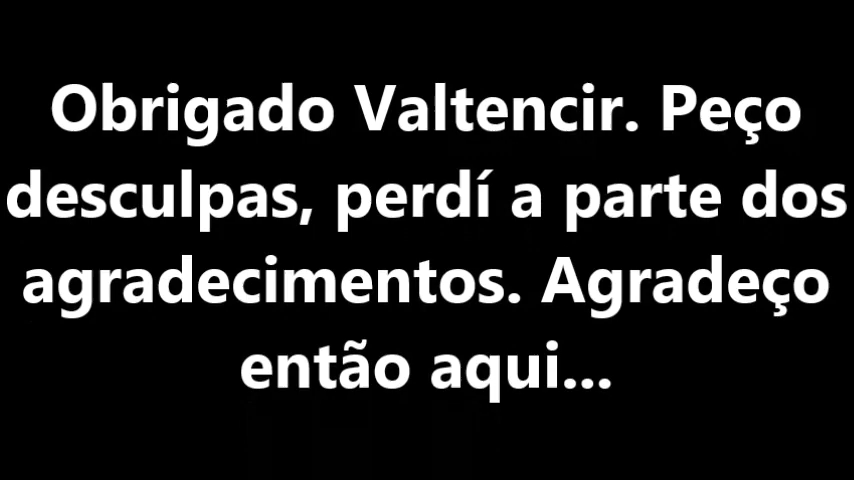 Obrigado Valtencir. Peço
desculpas, perdí a parte dos
agradecimentos. Agradeço
então aqui...